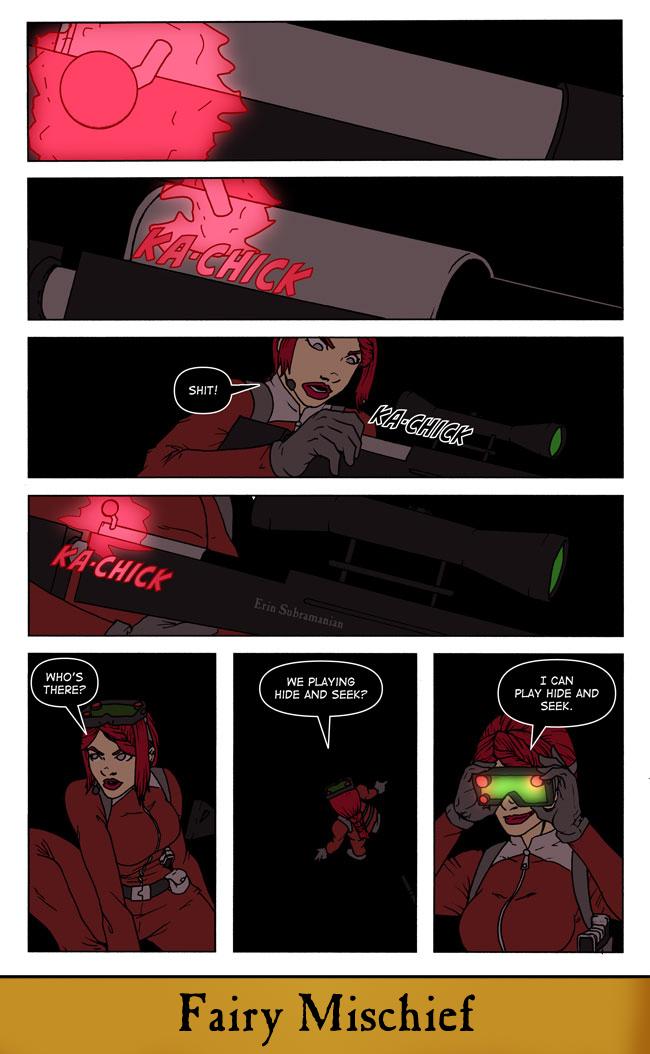 KA-CHICK
SHIT!
KA-CHICK
KA-CHICK
Erin Subramanian
WHO'S
THERE?
WE PLAYING
HIDE AND SEEK?
I CAN
PLAY HIDE AND
SEEK.
Fairy Mischief